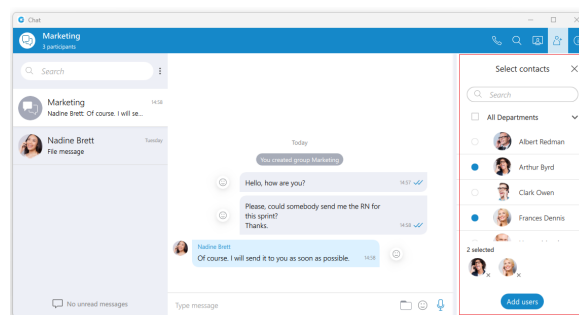 Chat
Marketing
3 participants
Search
Marketing
14:58
Nadine Brett: Of course. I will se...
Nadine Brett
Tuesday
File message
No unread messages
Today
You created group Marketing
Hello, how are you?
14:57
Please, could somebody send me the RN for
this sprint?
Thanks.
14:58
Nadine Brett
Of course. I will send it to you as soon as possible.
14:58
Type message
Select contacts
Search
All Departments
Albert Redman
Arthur Byrd
Clark Owen
Frances Dennis
2 selected
Add users